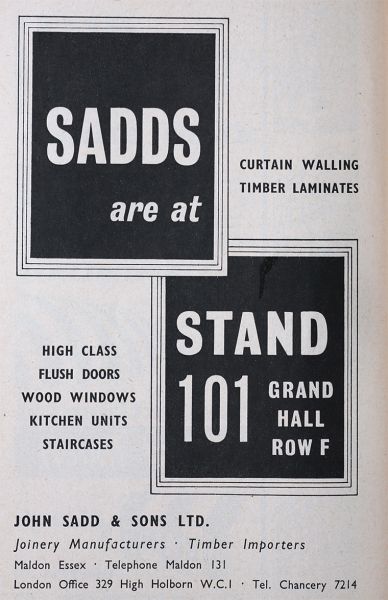 SADDS
are at
CURTAIN WALLING
TIMBER LAMINATES
STAND
101
GRAND
HALL
ROW F
HIGH CLASS
FLUSH DOORS
WOOD WINDOWS
KITCHEN UNITS
STAIRCASES
JOHN SADD & SONS LTD.
Joinery Manufacturers · Timber Importers
Maldon Essex · Telephone Maldon 131
London Office 329 High Holborn W.C.1 · Tel. Chancery 7214